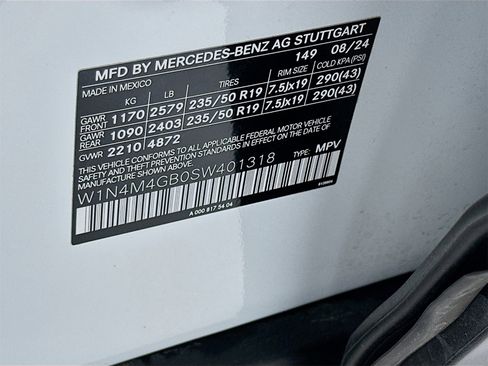 MFD BY MERCEDES-BENZ AG STUTTGART
MADE IN MEXICO 149 08/24
KG LB TIRES RIM SIZE COLD KPA (PSI)
GAWR FRONT 1170 2579 235/50 R19 7.5Jx19 290(43)
GAWR REAR 1090 2403 235/50 R19 7.5Jx19 290(43)
GVWR 2210 4872
THIS VEHICLE CONFORMS TO ALL APPLICABLE FEDERAL MOTOR VEHICLE
SAFETY STANDARDS IN EFFECT ON THE DATE OF
MANUFACTURE SHOWN ABOVE.
W1N4M4GB0SW401318 TYPE: MPV
A 000 817 54 04